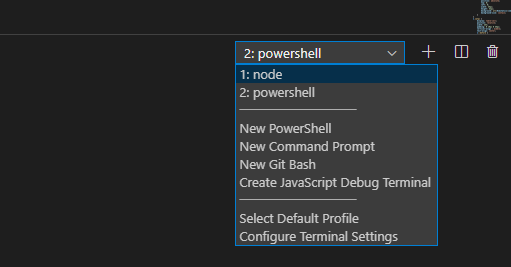 2: powershell
1: node
2: powershell
New PowerShell
New Command Prompt
New Git Bash
Create JavaScript Debug Terminal
Select Default Profile
Configure Terminal Settings